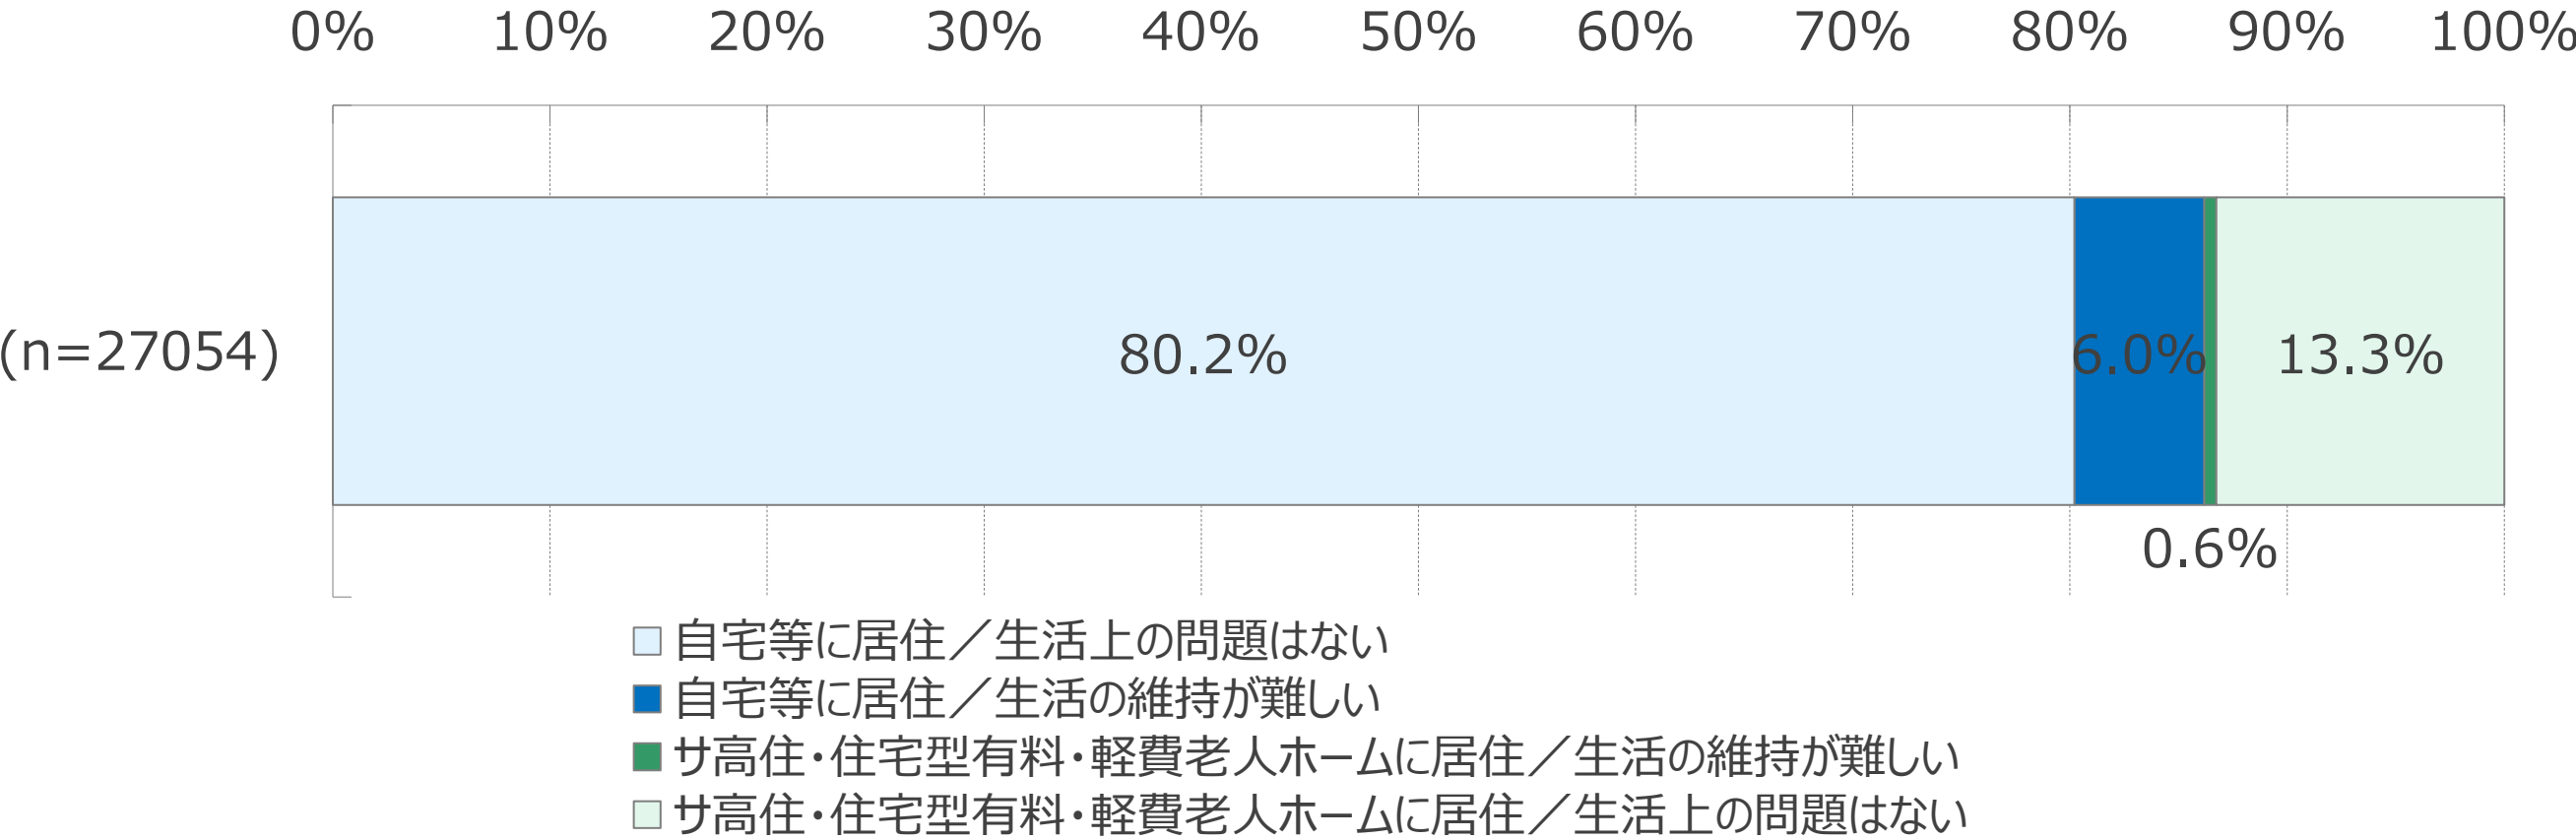 0% 10% 20% 30% 40% 50% 60% 70% 80% 90% 100%
(n=27054) 80.2% 6.0% 13.3%
0.6%
自宅等に居住／生活上の問題はない
自宅等に居住／生活の維持が難しい
サ高住・住宅型有料・軽費老人ホームに居住／生活の維持が難しい
サ高住・住宅型有料・軽費老人ホームに居住／生活上の問題はない